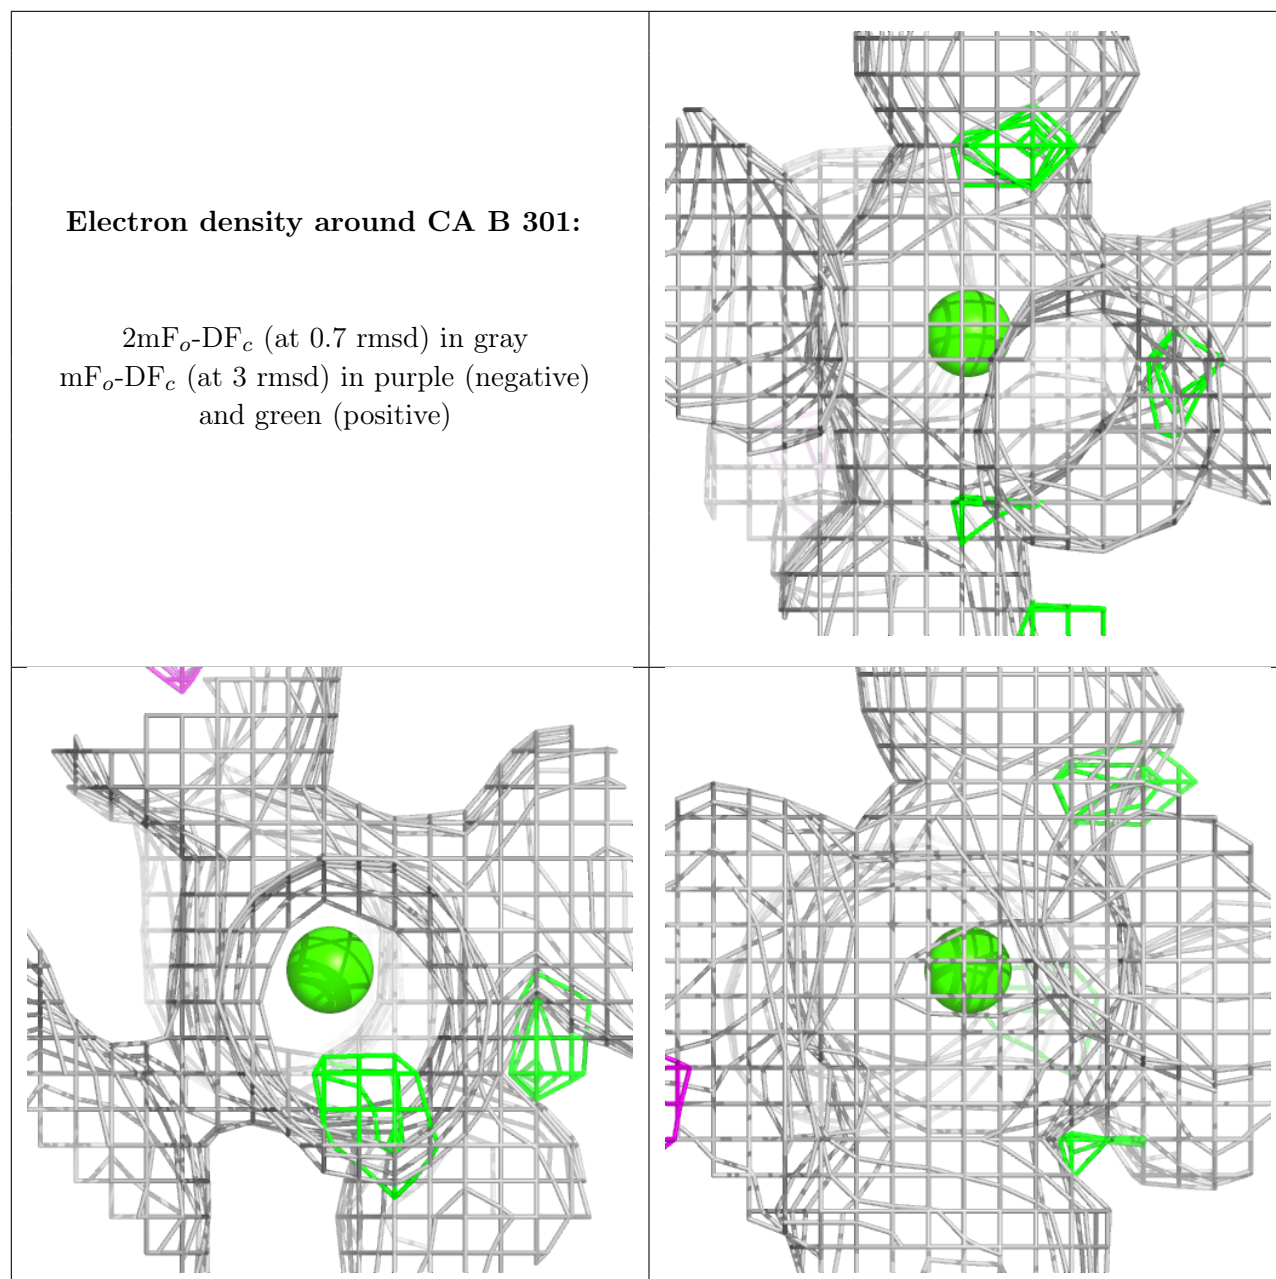 Electron density around CA B 301:
2mFo-DFc (at 0.7 rmsd) in gray
mFo-DFc (at 3 rmsd) in purple (negative)
and green (positive)